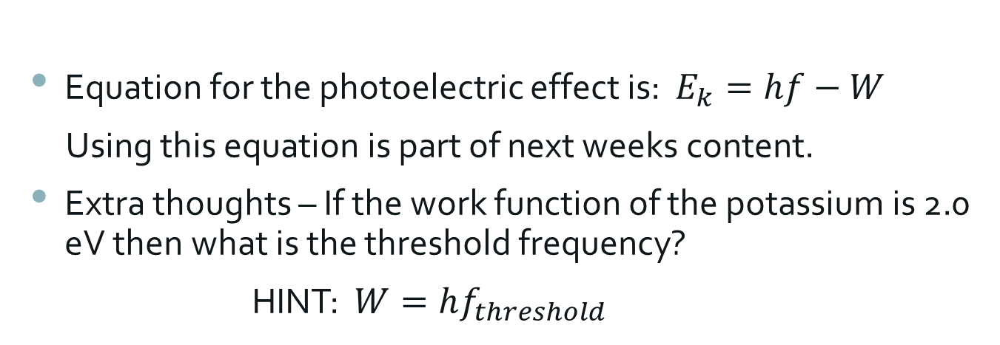 • Equation for the photoelectric effect is: $E_k = hf - W$
Using this equation is part of next weeks content.
• Extra thoughts – If the work function of the potassium is 2.0
eV then what is the threshold frequency?
HINT: $W = hf_{threshold}$